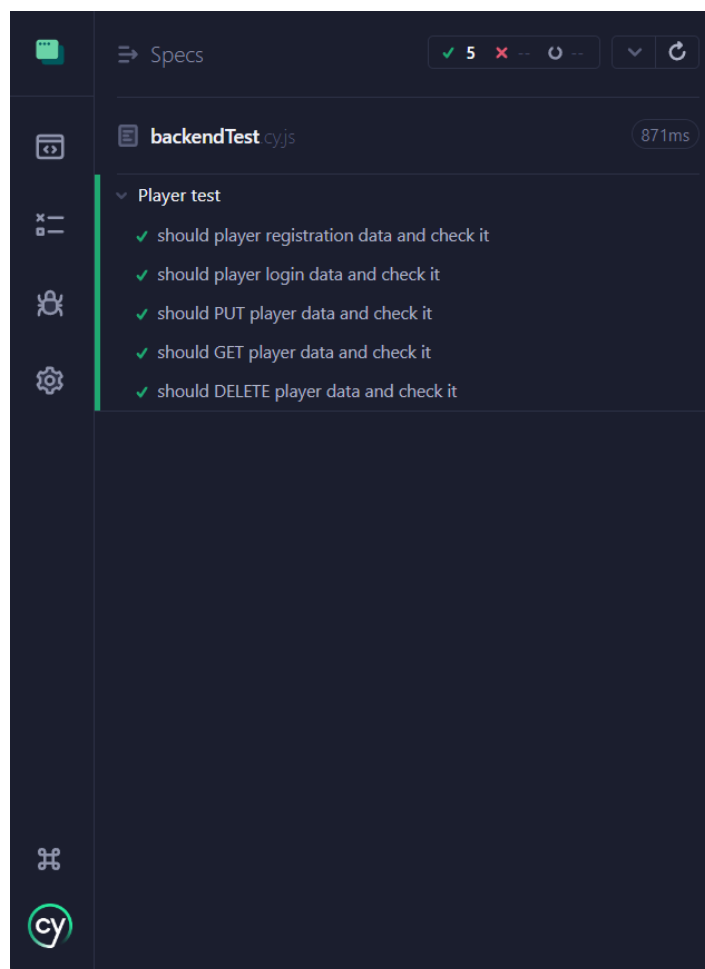 Specs
5 -- --
backendTest.cy.js
871ms
Player test
should player registration data and check it
should player login data and check it
should PUT player data and check it
should GET player data and check it
should DELETE player data and check it
cy